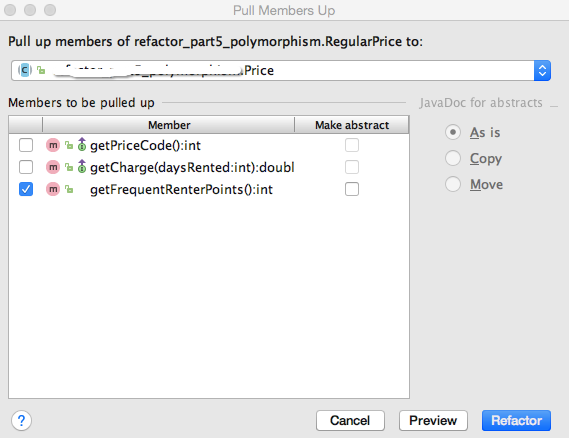 Pull Members Up
Pull up members of refactor_part5_polymorphism.RegularPrice to:
Price
Members to be pulled up
JavaDoc for abstracts ...
Member Make abstract
getPriceCode():int
getCharge(daysRented:int):doubl
getFrequentRenterPoints():int
As is
Copy
Move
? Cancel Preview Refactor